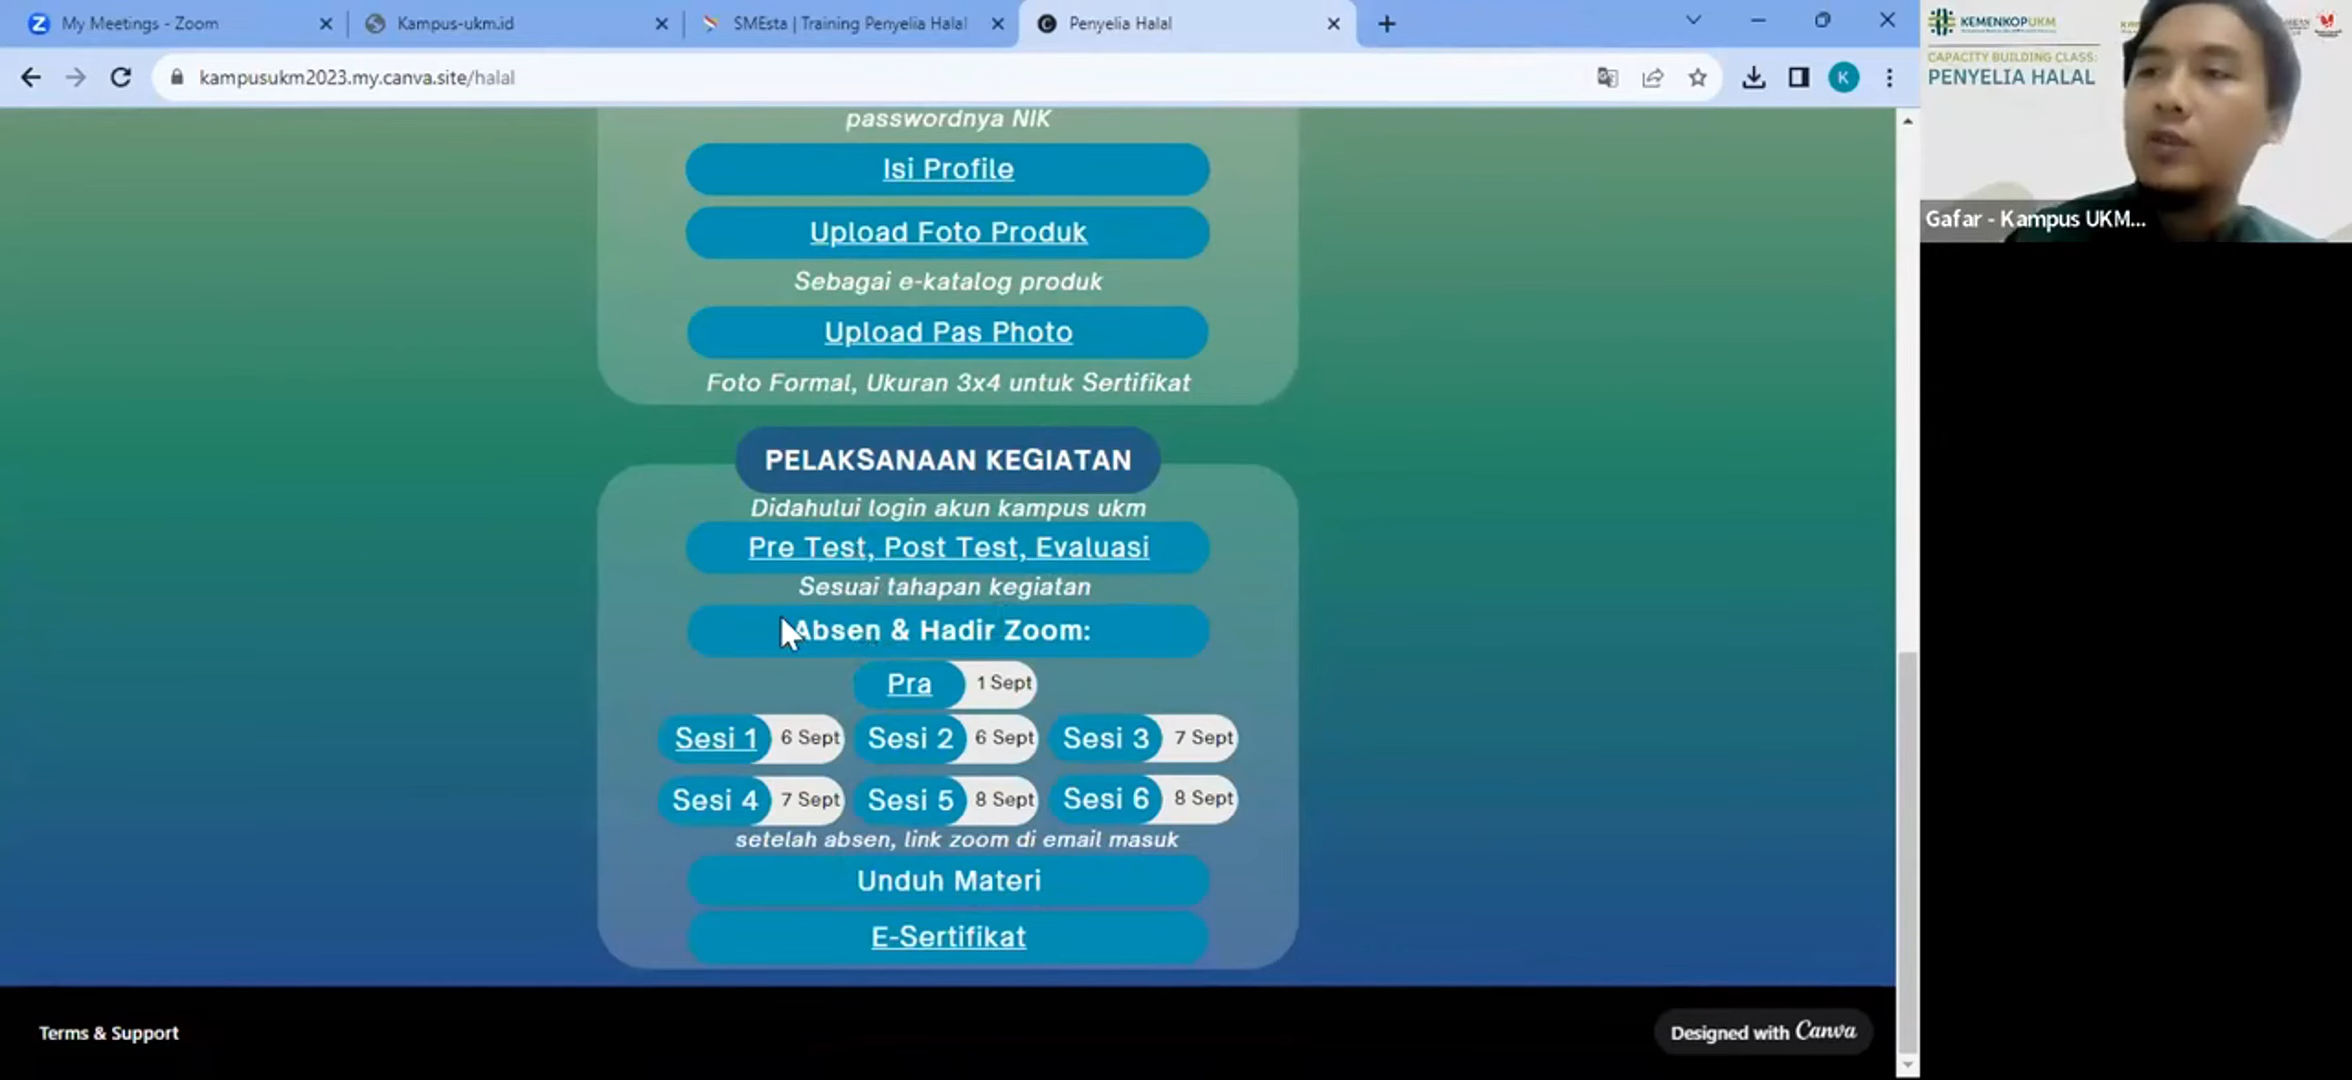 My Meetings - Zoom
Kampus-ukm.id
SMEsta | Training Penyelia Halal
Penyelia Halal
kampusukm2023.my.canva.site/halal
K
KEMENKOPUKM
CAPACITY BUILDING CLASS:
PENYELIA HALAL
Gafar - Kampus UKM...
passwordnya NIK
Isi Profile
Upload Foto Produk
Sebagai e-katalog produk
Upload Pas Photo
Foto Formal, Ukuran 3x4 untuk Sertifikat
PELAKSANAAN KEGIATAN
Didahului login akun kampus ukm
Pre Test, Post Test, Evaluasi
Sesuai tahapan kegiatan
Absen & Hadir Zoom:
Pra 1 Sept
Sesi 1 6 Sept Sesi 2 6 Sept Sesi 3 7 Sept
Sesi 4 7 Sept Sesi 5 8 Sept Sesi 6 8 Sept
setelah absen, link zoom di email masuk
Unduh Materi
E-Sertifikat
Terms & Support
Designed with Canva